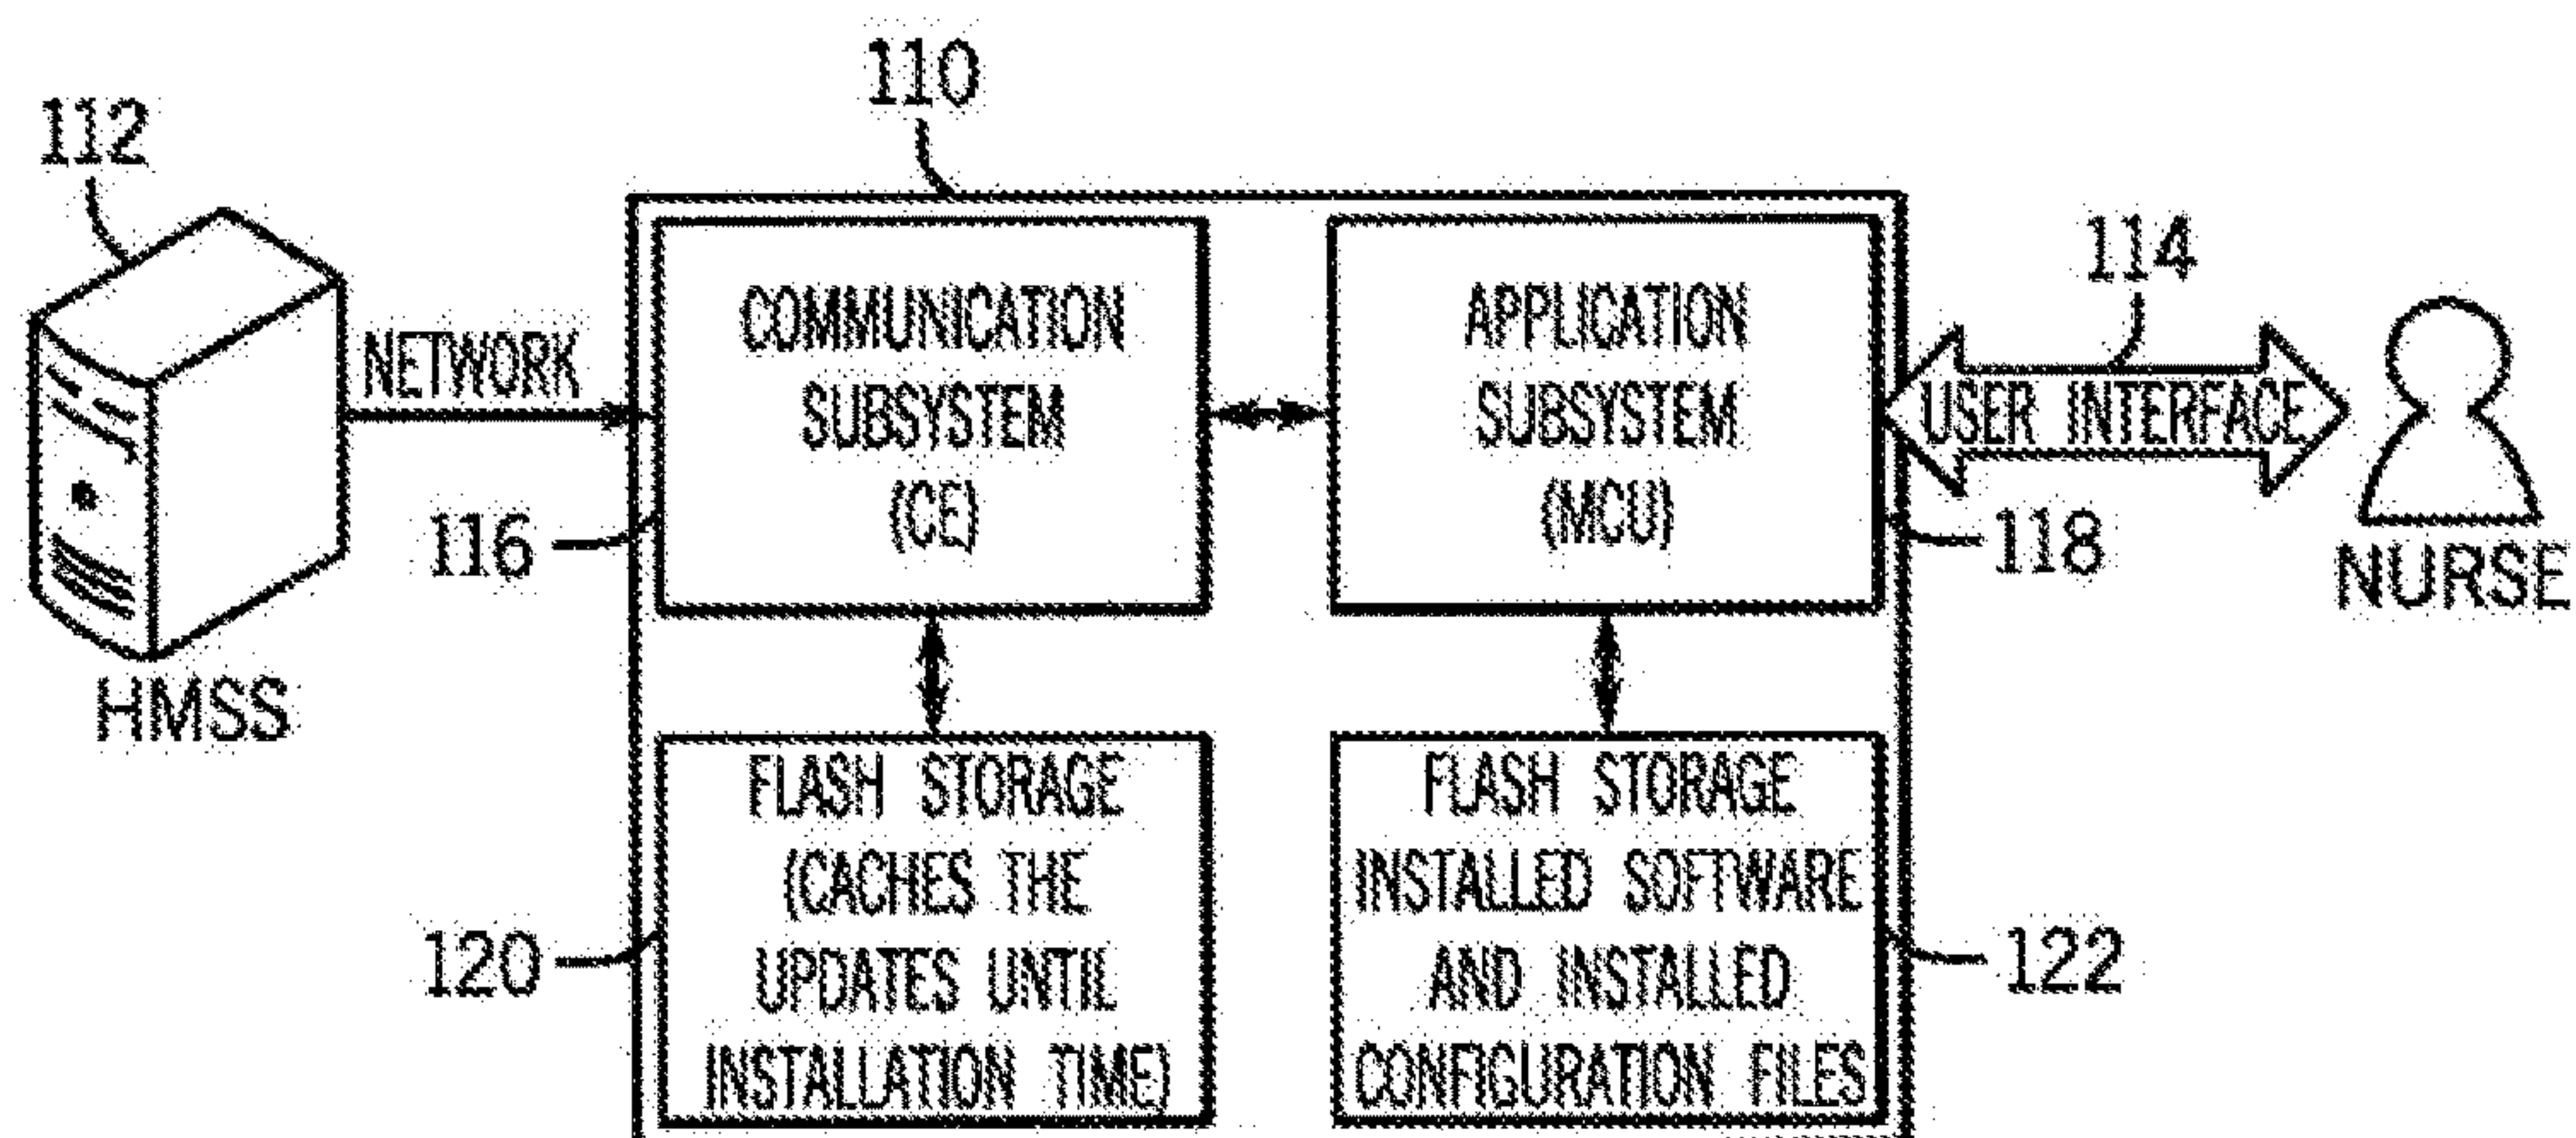 110
112
114
NETWORK
COMMUNICATION
SUBSYSTEM
(CE)
APPLICATION
SUBSYSTEM
(MCU)
USER INTERFACE
116
118
NURSE
HMSS
FLASH STORAGE
(CACHES THE
UPDATES UNTIL
INSTALLATION TIME)
FLASH STORAGE
INSTALLED SOFTWARE
AND INSTALLED
CONFIGURATION FILES
120
122